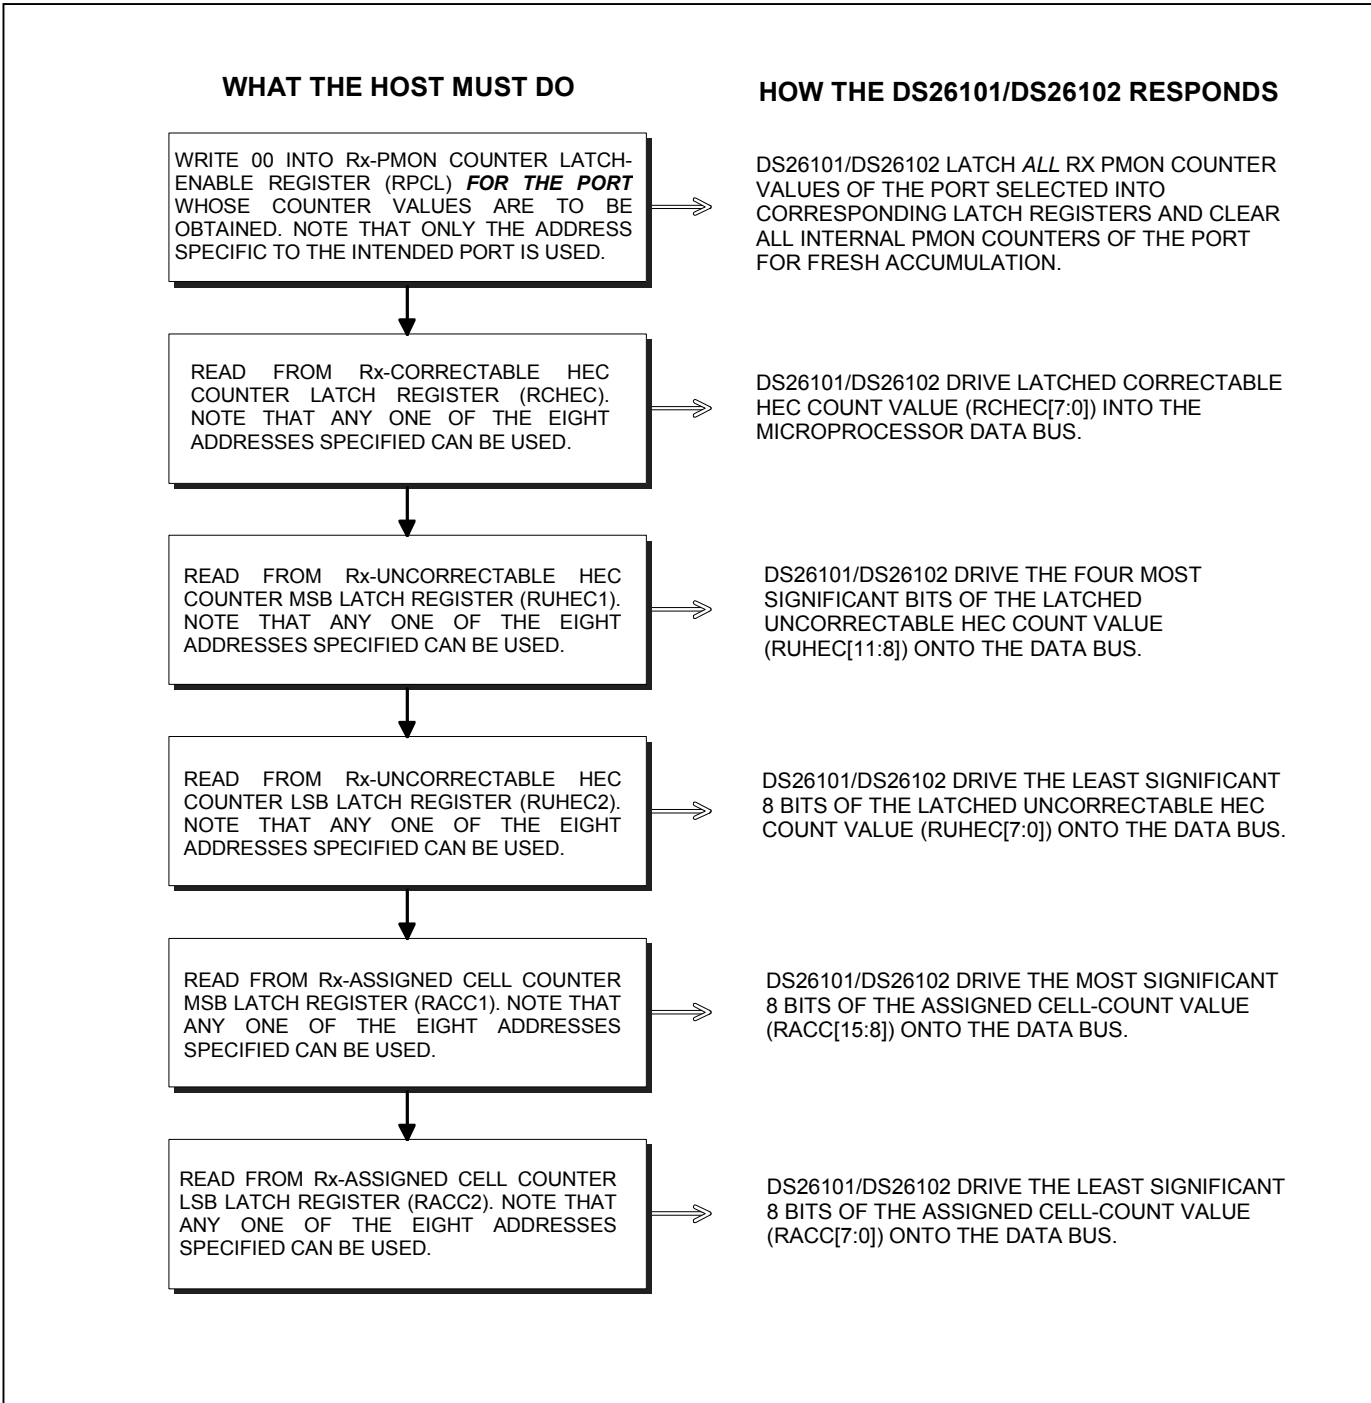 WHAT THE HOST MUST DO
HOW THE DS26101/DS26102 RESPONDS
WRITE 00 INTO Rx-PMON COUNTER LATCH-
ENABLE REGISTER (RPCL) FOR THE PORT
WHOSE COUNTER VALUES ARE TO BE
OBTAINED. NOTE THAT ONLY THE ADDRESS
SPECIFIC TO THE INTENDED PORT IS USED.
DS26101/DS26102 LATCH ALL RX PMON COUNTER
VALUES OF THE PORT SELECTED INTO
CORRESPONDING LATCH REGISTERS AND CLEAR
ALL INTERNAL PMON COUNTERS OF THE PORT
FOR FRESH ACCUMULATION.
READ FROM Rx-CORRECTABLE HEC
COUNTER LATCH REGISTER (RCHEC).
NOTE THAT ANY ONE OF THE EIGHT
ADDRESSES SPECIFIED CAN BE USED.
DS26101/DS26102 DRIVE LATCHED CORRECTABLE
HEC COUNT VALUE (RCHEC[7:0]) INTO THE
MICROPROCESSOR DATA BUS.
READ FROM Rx-UNCORRECTABLE HEC
COUNTER MSB LATCH REGISTER (RUHEC1).
NOTE THAT ANY ONE OF THE EIGHT
ADDRESSES SPECIFIED CAN BE USED.
DS26101/DS26102 DRIVE THE FOUR MOST
SIGNIFICANT BITS OF THE LATCHED
UNCORRECTABLE HEC COUNT VALUE
(RUHEC[11:8]) ONTO THE DATA BUS.
READ FROM Rx-UNCORRECTABLE HEC
COUNTER LSB LATCH REGISTER (RUHEC2).
NOTE THAT ANY ONE OF THE EIGHT
ADDRESSES SPECIFIED CAN BE USED.
DS26101/DS26102 DRIVE THE LEAST SIGNIFICANT
8 BITS OF THE LATCHED UNCORRECTABLE HEC
COUNT VALUE (RUHEC[7:0]) ONTO THE DATA BUS.
READ FROM Rx-ASSIGNED CELL COUNTER
MSB LATCH REGISTER (RACC1). NOTE THAT
ANY ONE OF THE EIGHT ADDRESSES
SPECIFIED CAN BE USED.
DS26101/DS26102 DRIVE THE MOST SIGNIFICANT
8 BITS OF THE ASSIGNED CELL-COUNT VALUE
(RACC[15:8]) ONTO THE DATA BUS.
READ FROM Rx-ASSIGNED CELL COUNTER
LSB LATCH REGISTER (RACC2). NOTE THAT
ANY ONE OF THE EIGHT ADDRESSES
SPECIFIED CAN BE USED.
DS26101/DS26102 DRIVE THE LEAST SIGNIFICANT
8 BITS OF THE ASSIGNED CELL-COUNT VALUE
(RACC[7:0]) ONTO THE DATA BUS.